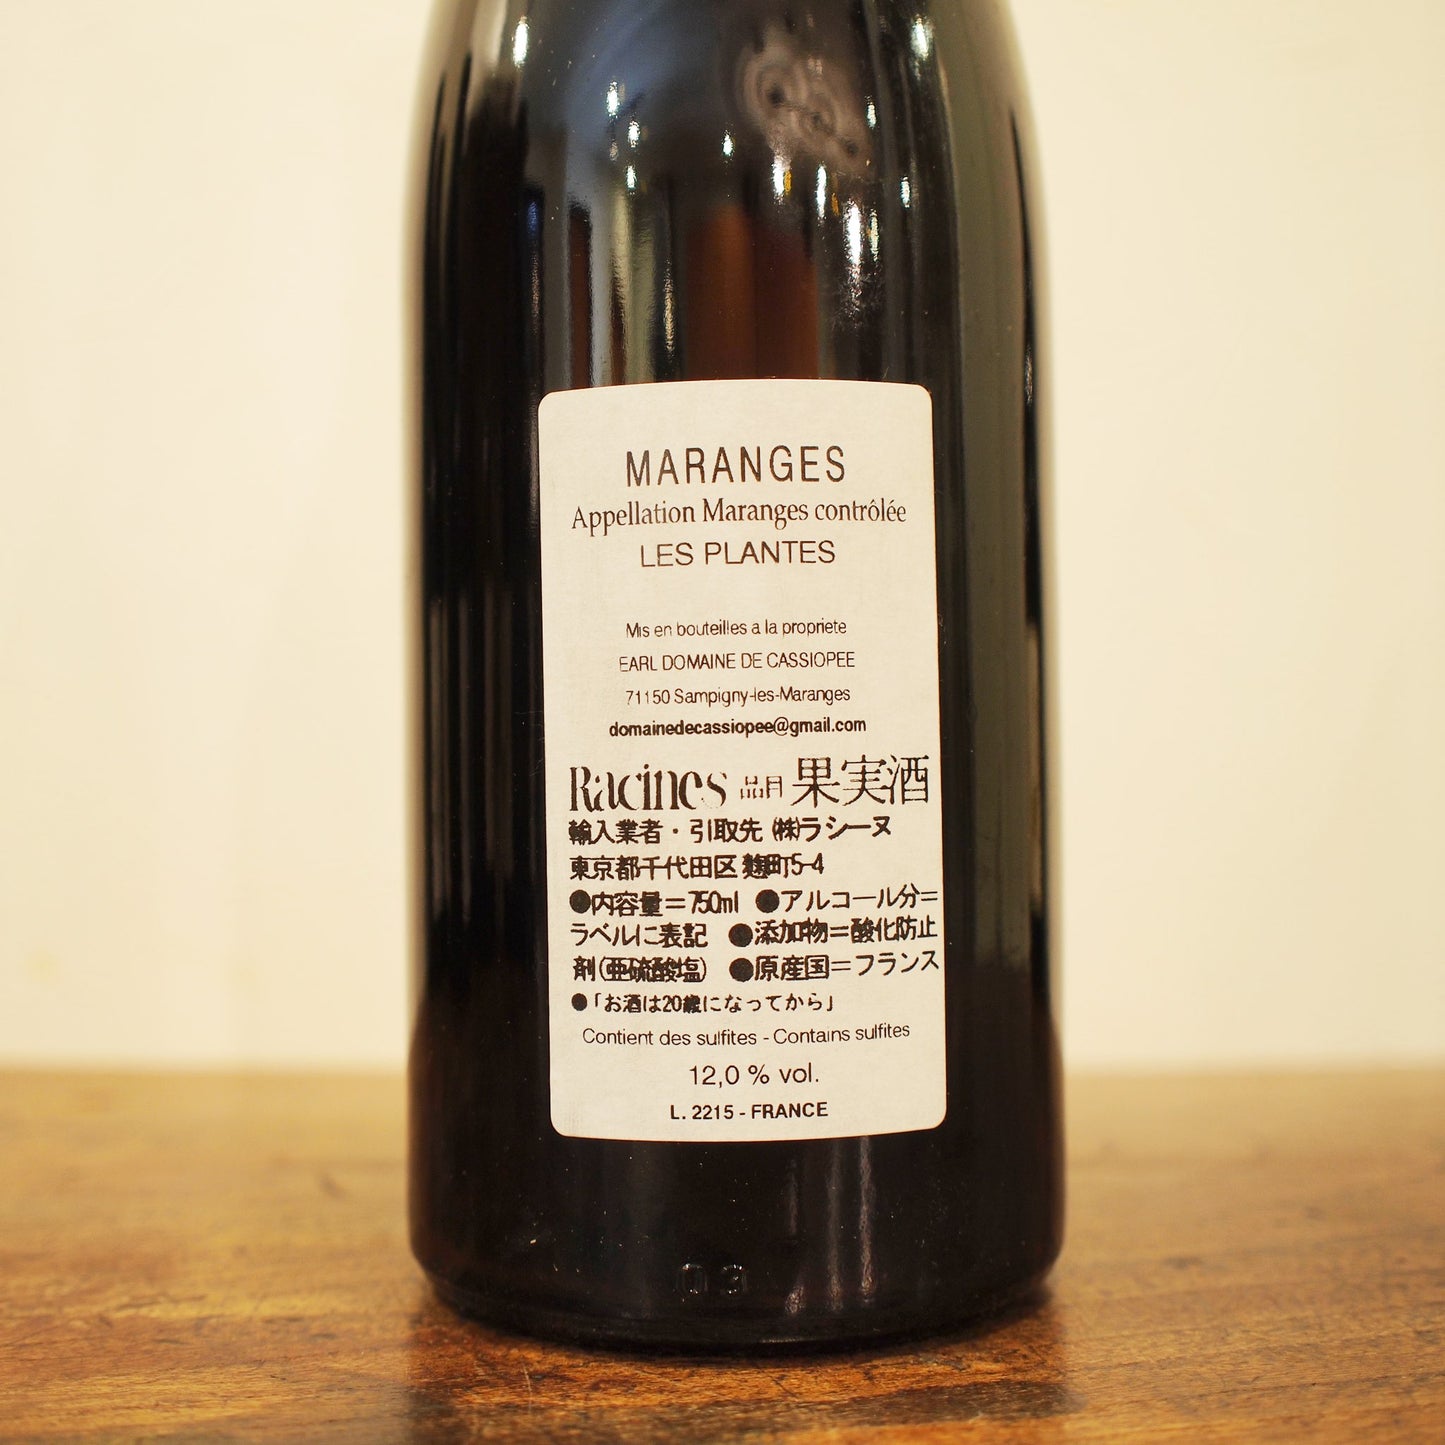 MARANGES
Appellation Maranges contrôlée
LES PLANTES
Mis en bouteilles a la propriete
EARL DOMAINE DE CASSIOPEE
71150 Sampigny-les-Maranges
domainedecassiopee@gmail.com
Racines 品目 果実酒
輸入業者・引取先 ㈱ラシーヌ
東京都千代田区麹町5-4
●内容量=750ml ●アルコール分=
ラベルに表記 ●添加物=酸化防止
剤(亜硫酸塩) ●原産国=フランス
●「お酒は20歳になってから」
Contient des sulfites - Contains sulfites
12,0 % vol.
L. 2215 - FRANCE
03